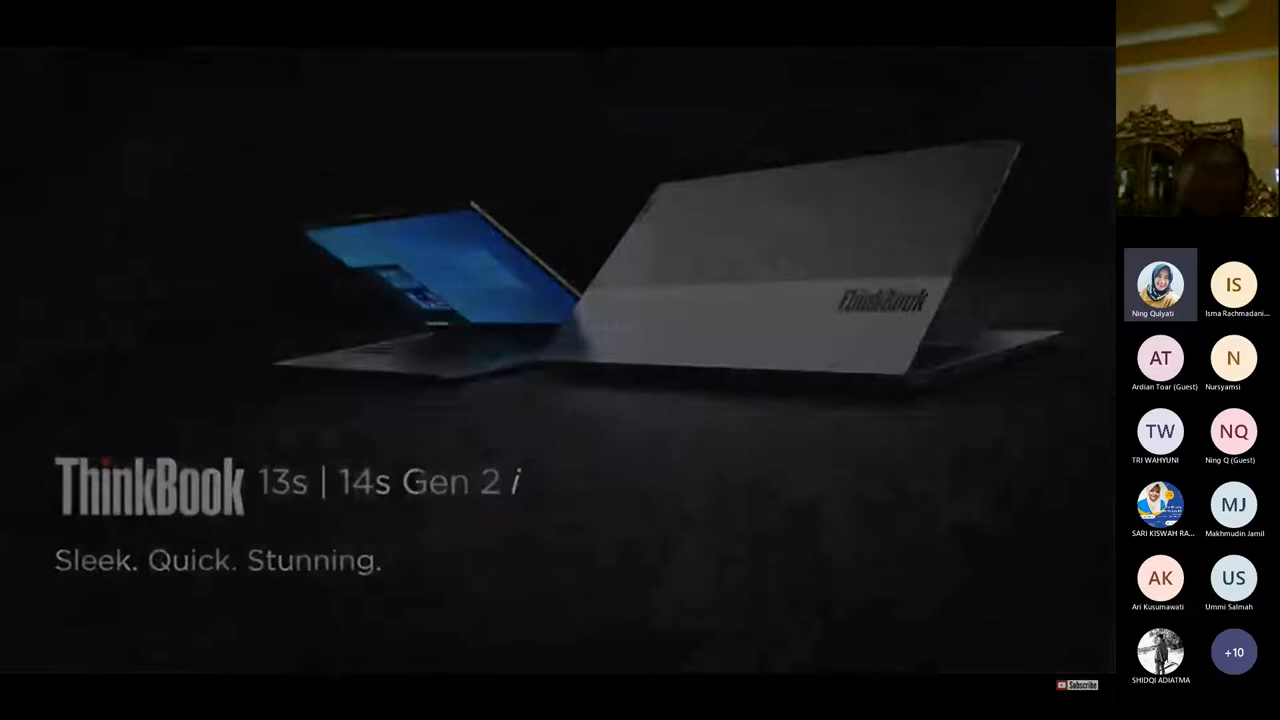 ThinkBook
ThinkBook 13s | 14s Gen 2 i
Sleek. Quick. Stunning.
Subscribe
Ning Qulyati
IS
Isma Rachmadani...
AT
Ardian Toar (Guest)
N
Nursyamsi
TW
TRI WAHYUNI
NQ
Ning Q (Guest)
SARI KISWAH RA...
MJ
Makhmudin Jamil
AK
Ari Kusumawati
US
Ummi Salmah
SHIDQI ADIATMA
+10